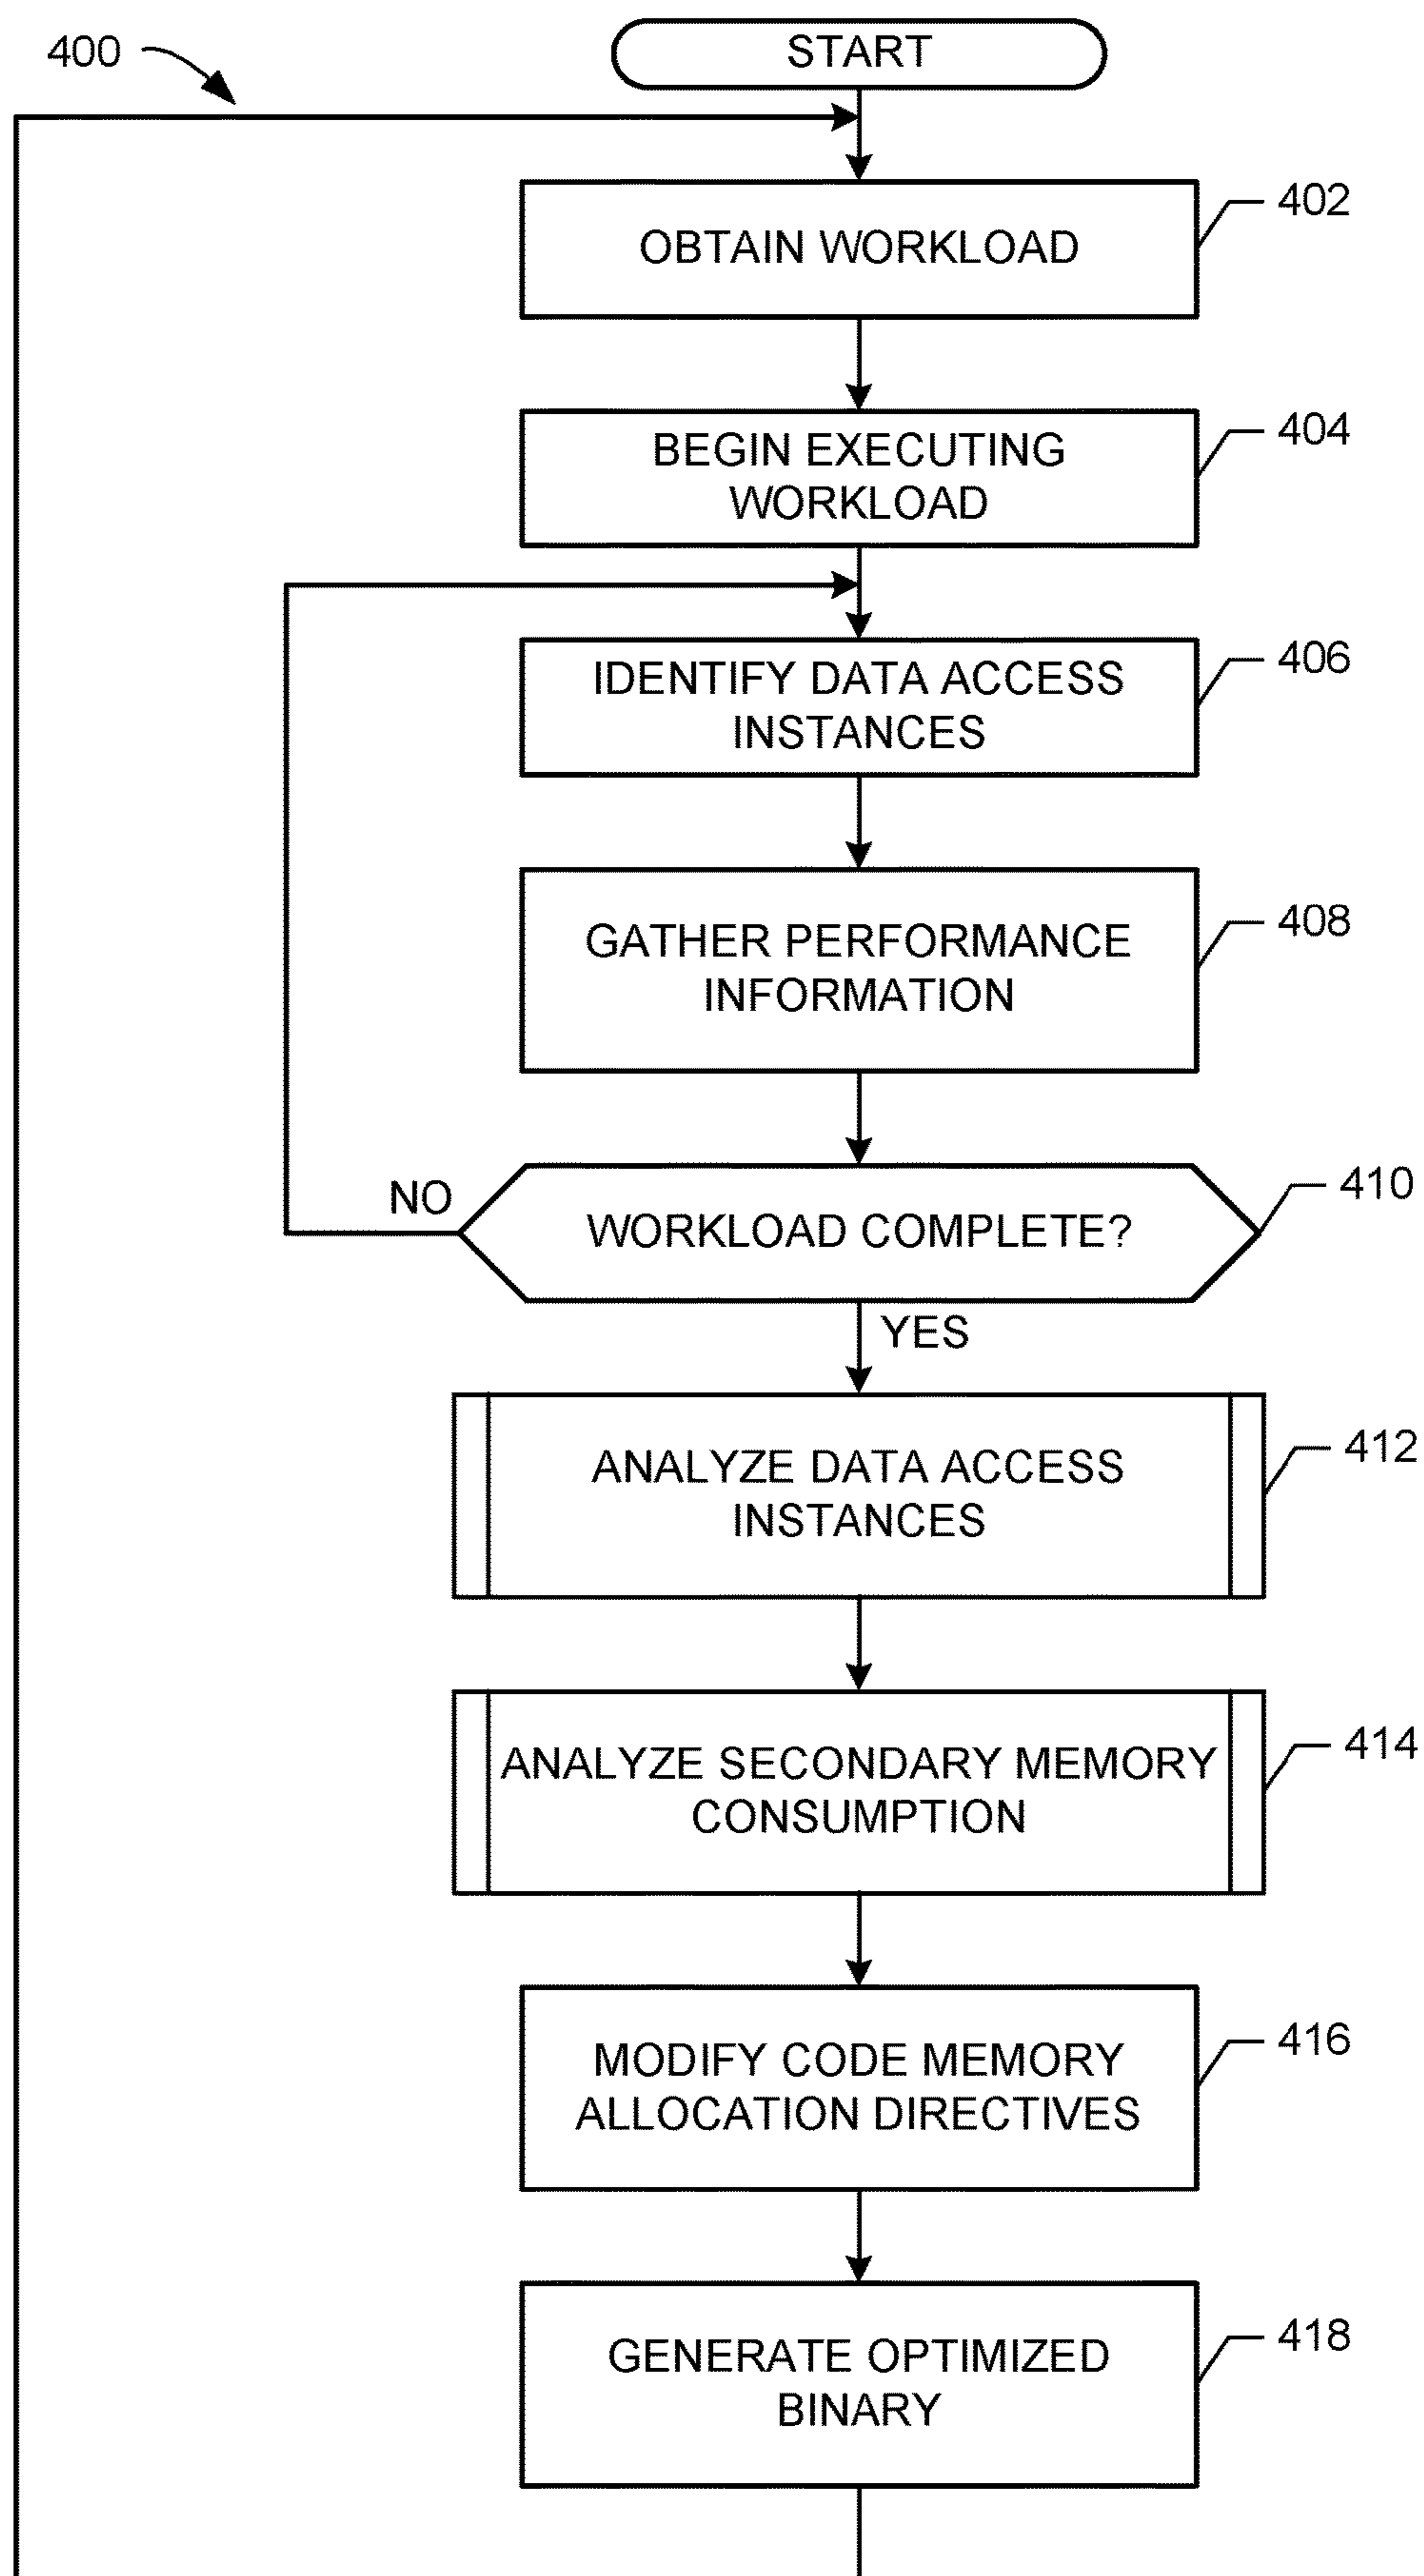 400
START
402
OBTAIN WORKLOAD
404
BEGIN EXECUTING
WORKLOAD
406
IDENTIFY DATA ACCESS
INSTANCES
408
GATHER PERFORMANCE
INFORMATION
410
NO
WORKLOAD COMPLETE?
YES
412
ANALYZE DATA ACCESS
INSTANCES
414
ANALYZE SECONDARY MEMORY
CONSUMPTION
416
MODIFY CODE MEMORY
ALLOCATION DIRECTIVES
418
GENERATE OPTIMIZED
BINARY